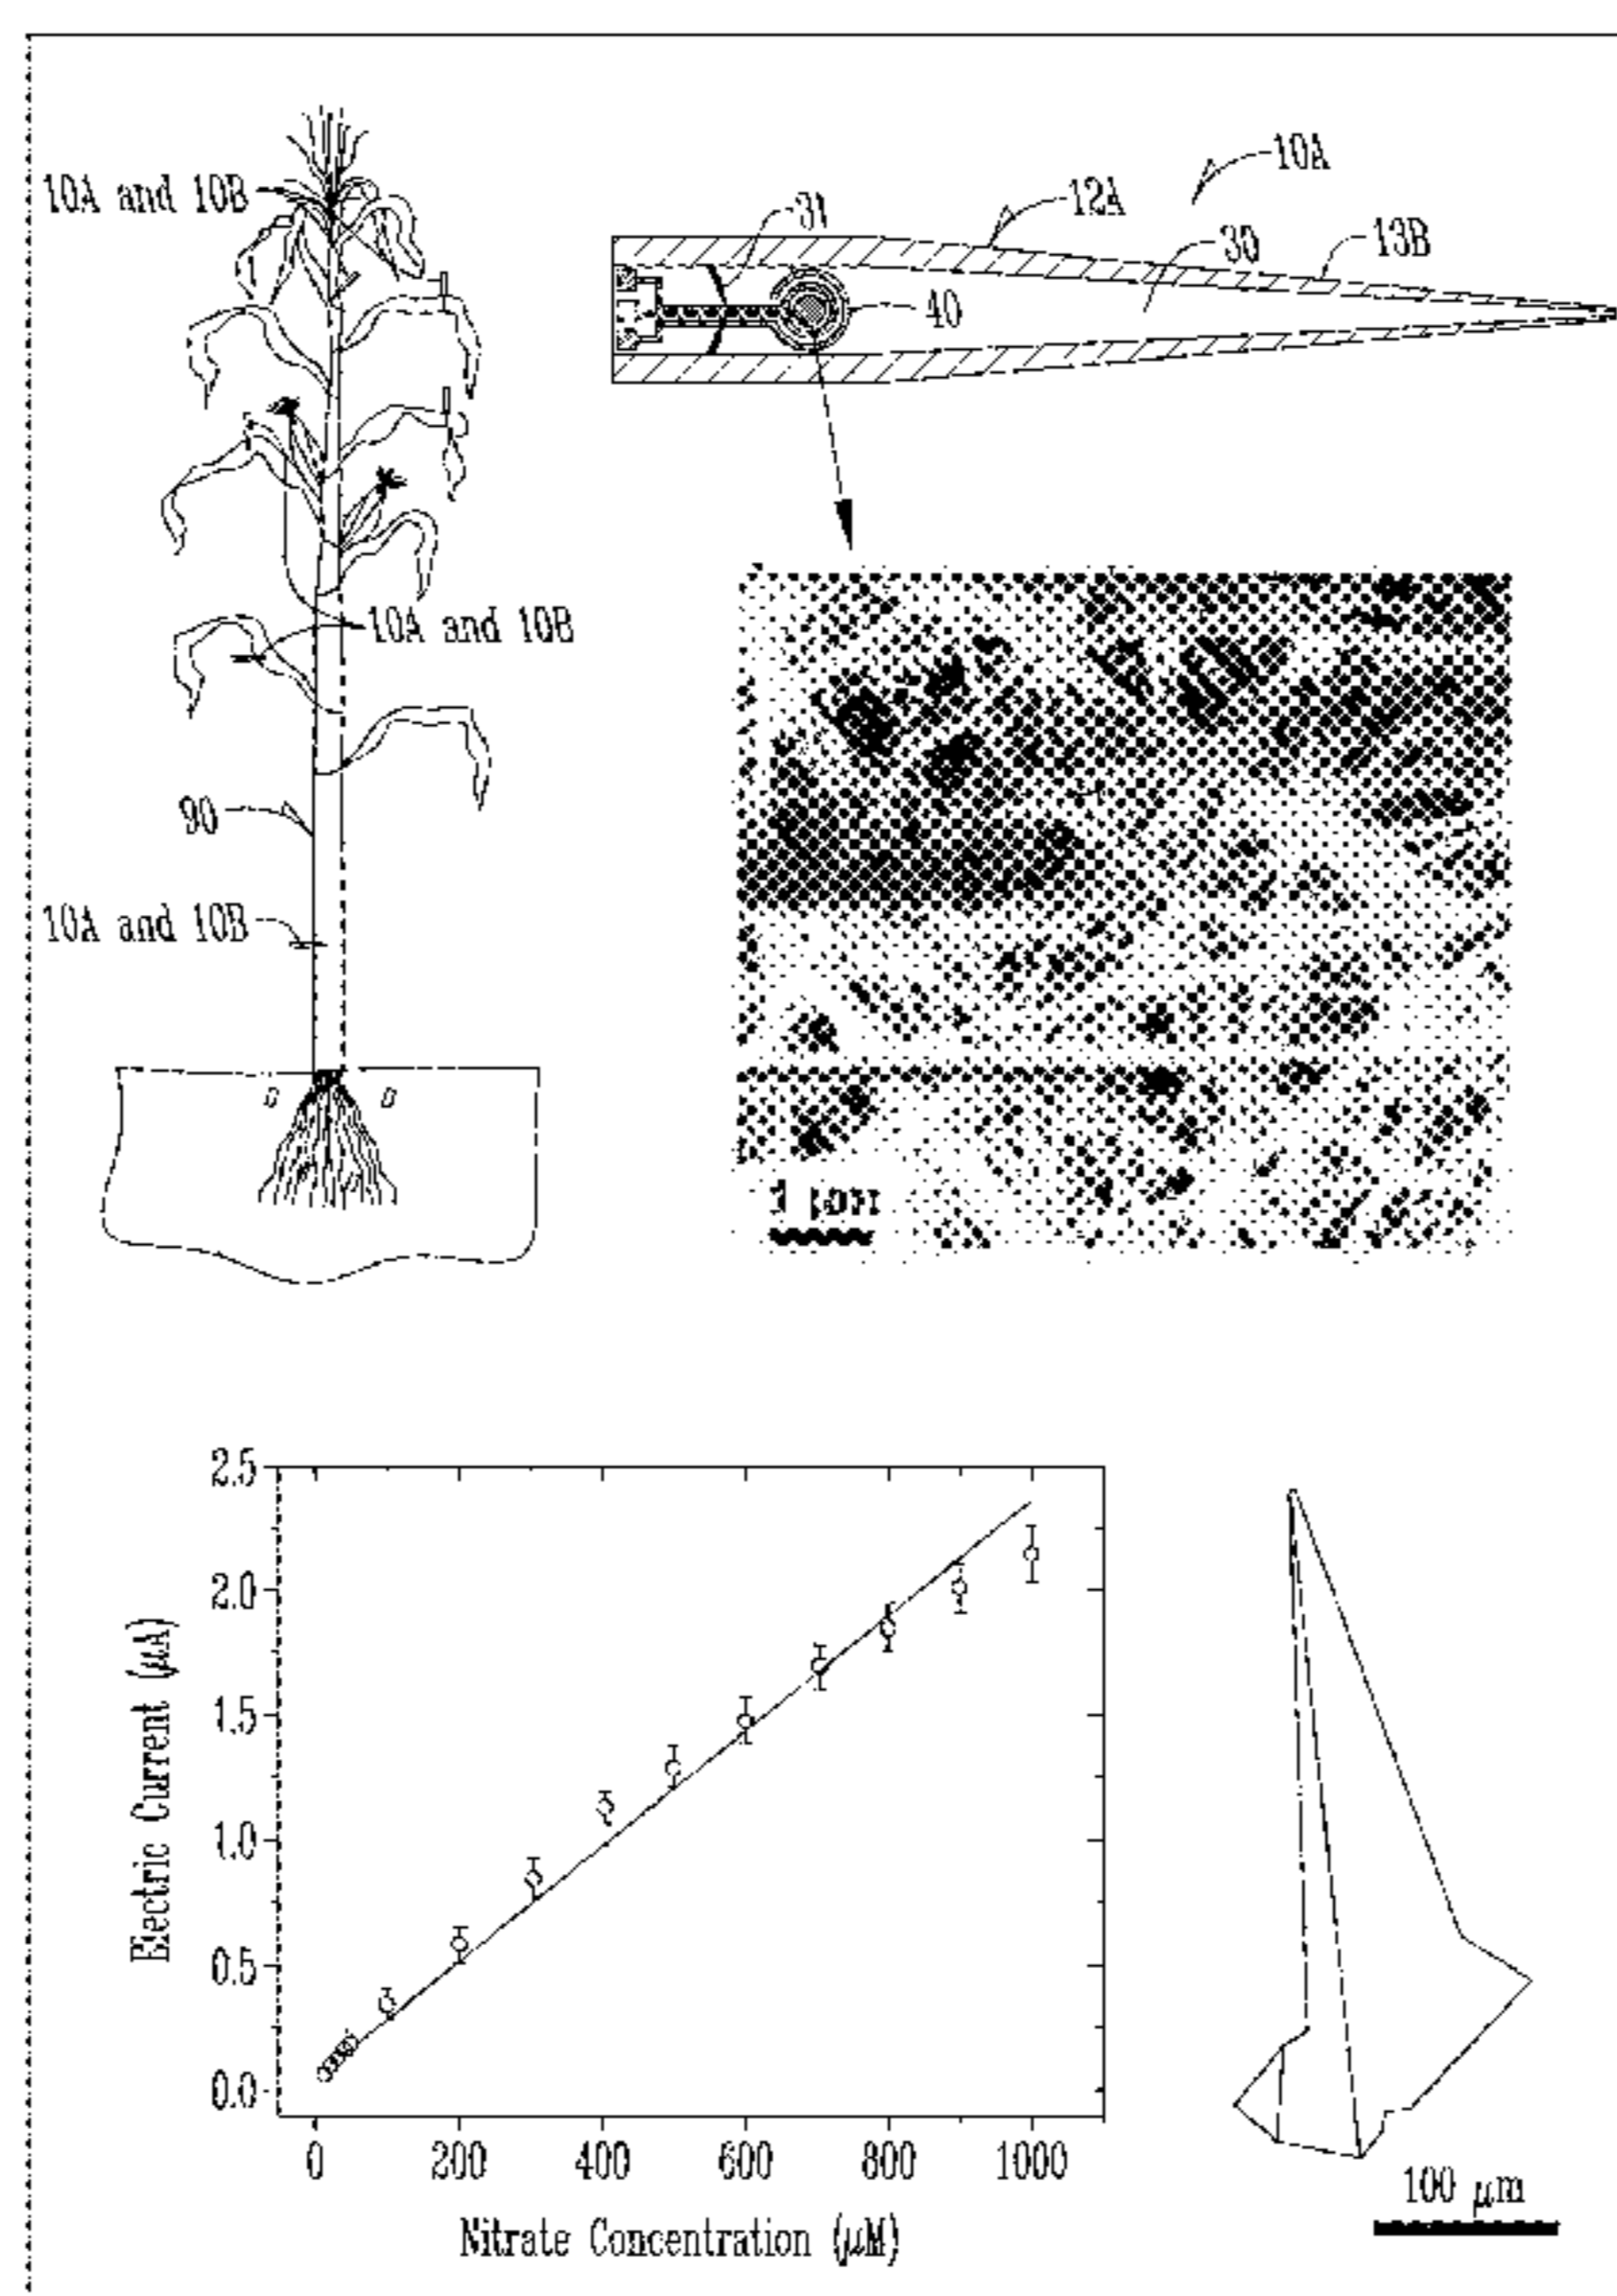 10A and 10B
10A
12A
31
30
13B
40
10A and 10B
90
10A and 10B
1 μm
2.5
2.0
1.5
1.0
0.5
0.0
Electric Current (μA)
0 200 400 600 800 1000
Nitrate Concentration (μM)
100 μm